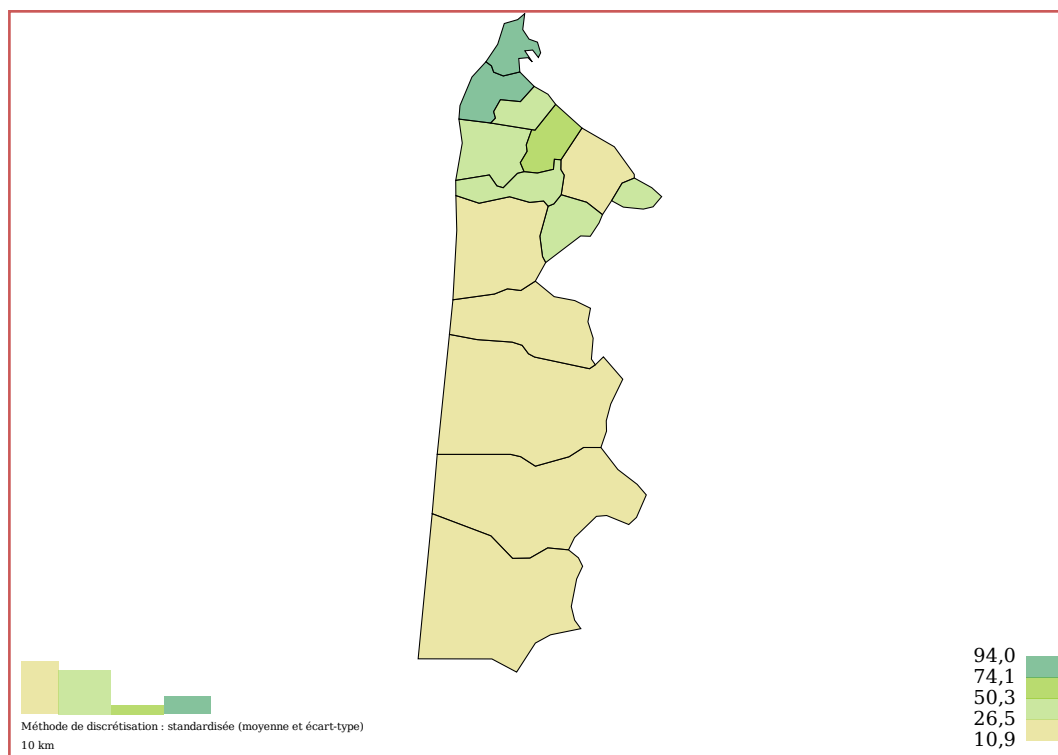 94,0
74,1
50,3
26,5
10,9
Méthode de discrétisation : standardisée (moyenne et écart-type)
10 km